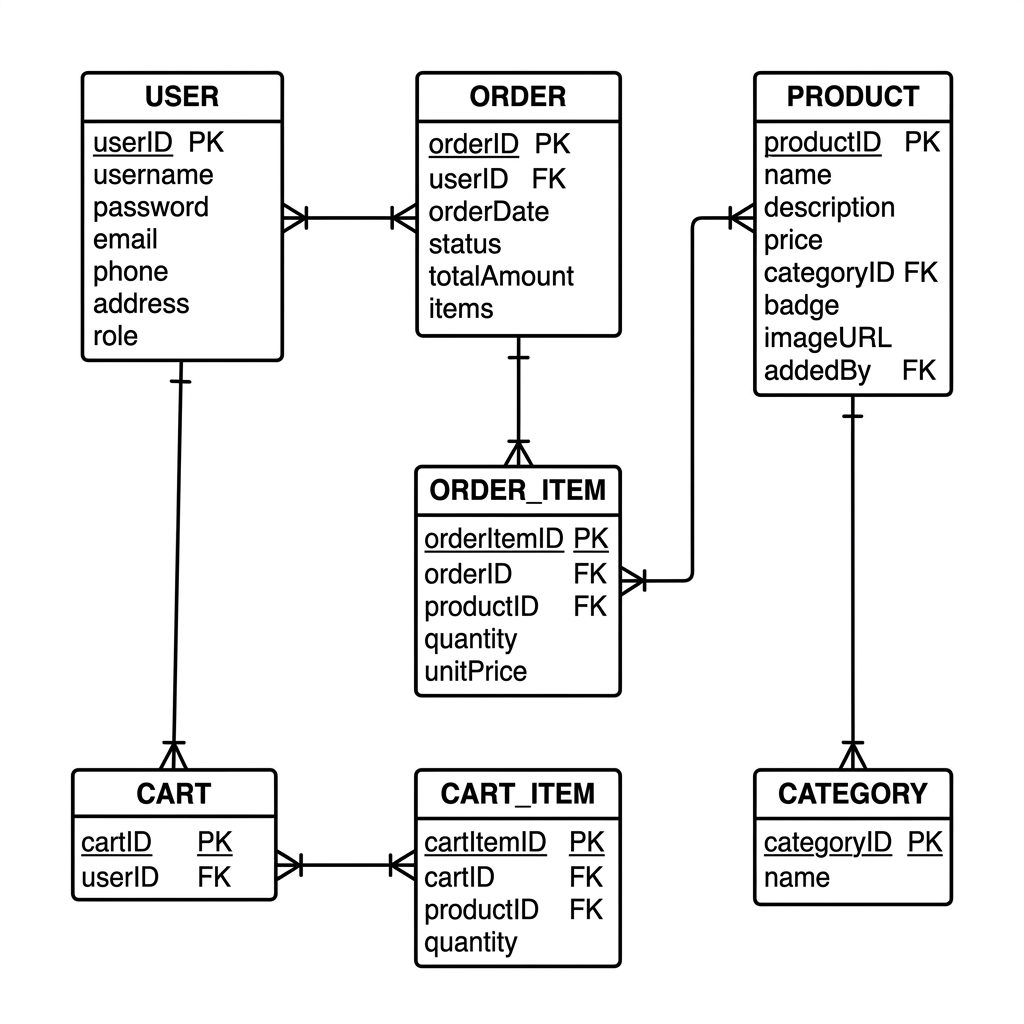 USER
userID PK
username
password
email
phone
address
role
ORDER
orderID PK
userID FK
orderDate
status
totalAmount
items
PRODUCT
productID PK
name
description
price
categoryID FK
badge
imageURL
addedBy FK
ORDER_ITEM
orderItemID PK
orderID FK
productID FK
quantity
unitPrice
CART
cartID PK
userID FK
CART_ITEM
cartItemID PK
cartID FK
productID FK
quantity
CATEGORY
categoryID PK
name